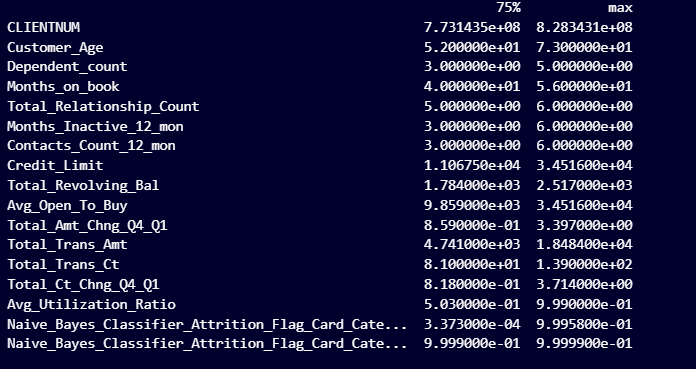 75% max
CLIENTNUM 7.731435e+08 8.283431e+08
Customer_Age 5.200000e+01 7.300000e+01
Dependent_count 3.000000e+00 5.000000e+00
Months_on_book 4.000000e+01 5.600000e+01
Total_Relationship_Count 5.000000e+00 6.000000e+00
Months_Inactive_12_mon 3.000000e+00 6.000000e+00
Contacts_Count_12_mon 3.000000e+00 6.000000e+00
Credit_Limit 1.106750e+04 3.451600e+04
Total_Revolving_Bal 1.784000e+03 2.517000e+03
Avg_Open_To_Buy 9.859000e+03 3.451600e+04
Total_Amt_Chng_Q4_Q1 8.590000e-01 3.397000e+00
Total_Trans_Amt 4.741000e+03 1.848400e+04
Total_Trans_Ct 8.100000e+01 1.390000e+02
Total_Ct_Chng_Q4_Q1 8.180000e-01 3.714000e+00
Avg_Utilization_Ratio 5.030000e-01 9.990000e-01
Naive_Bayes_Classifier_Attrition_Flag_Card_Cate... 3.373000e-04 9.995800e-01
Naive_Bayes_Classifier_Attrition_Flag_Card_Cate... 9.999000e-01 9.999900e-01